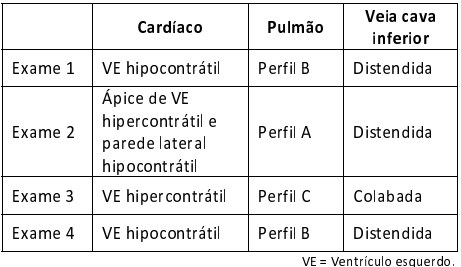 Cardíaco Pulmão Veia cava inferior
Exame 1 VE hipocontrátil Perfil B Distendida
Exame 2 Ápice de VE hipercontrátil e parede lateral hipocontrátil Perfil A Distendida
Exame 3 VE hipercontrátil Perfil C Colabada
Exame 4 VE hipocontrátil Perfil B Distendida
VE = Ventrículo esquerdo.